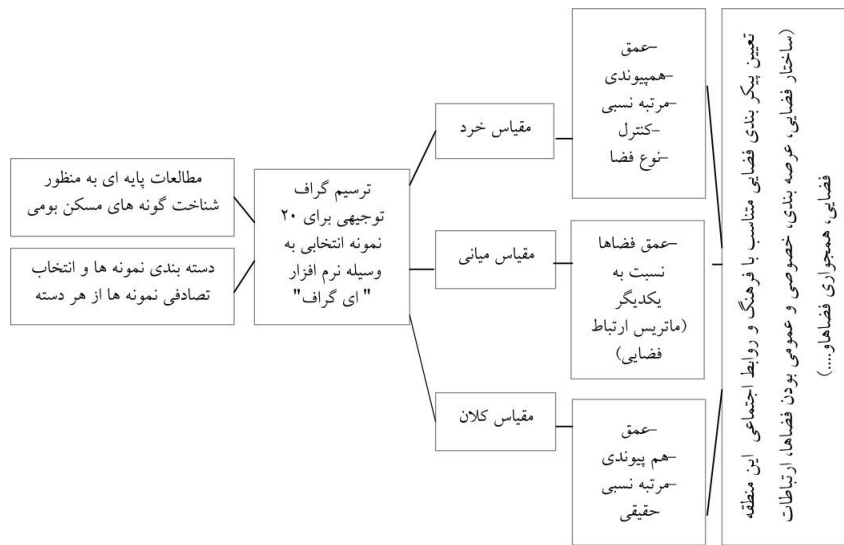 مطالعات پایه ای به منظور
شناخت گونه های مسکن بومی
دسته بندی نمونه ها و انتخاب
تصادفی نمونه ها از هر دسته
ترسیم گراف
توجیهی برای ۲۰
نمونه انتخابی به
وسیله نرم افزار
" ای گراف"
مقیاس خرد
مقیاس میانی
مقیاس کلان
-عمق
-همپیوندی
-مرتبه نسبی
-کنترل
-نوع فضا
-عمق فضاها
نسبت به
یکدیگر
(ماتریس ارتباط
فضایی)
-عمق
-هم پیوندی
-مرتبه نسبی
حقیقی
تعیین پیکر بندی فضایی متناسب با فرهنگ و روابط اجتماعی این منطقه
(ساختار فضایی، عرصه بندی، خصوصی و عمومی بودن فضاها، ارتباطات
فضایی، همجواری فضاهاو....)